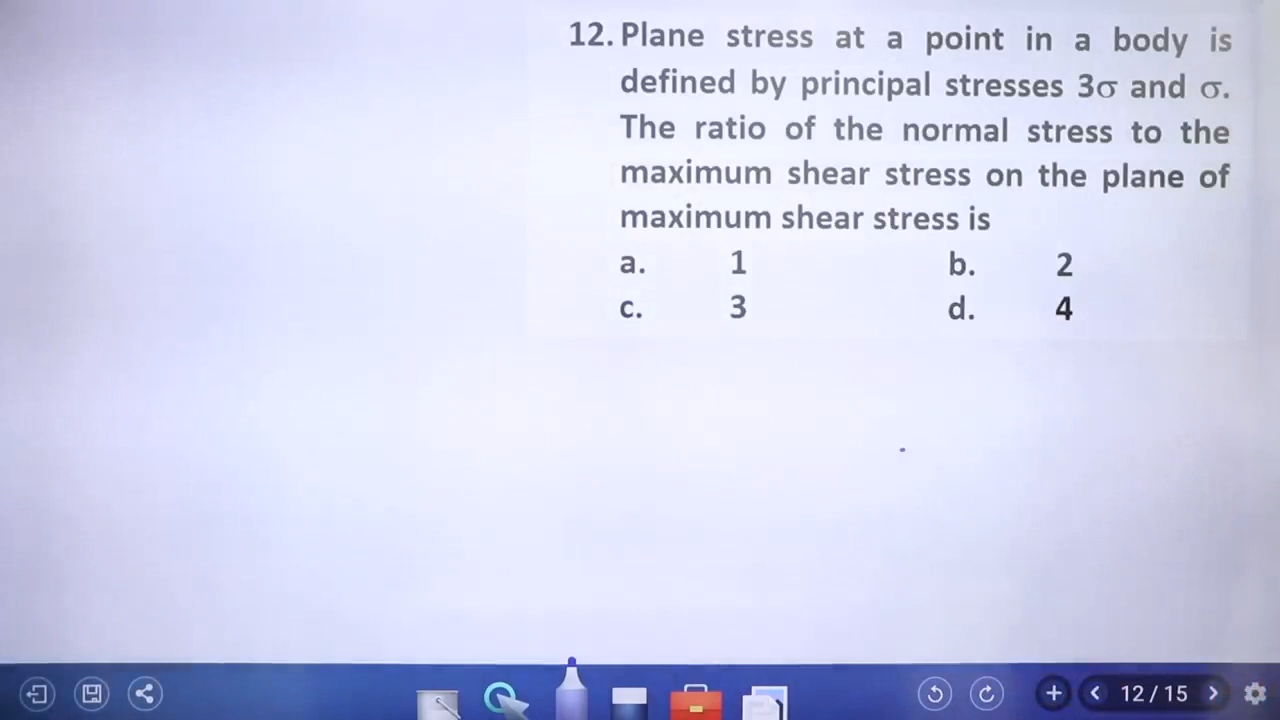 12. Plane stress at a point in a body is
defined by principal stresses 3σ and σ.
The ratio of the normal stress to the
maximum shear stress on the plane of
maximum shear stress is
a. 1 b. 2
c. 3 d. 4
12 / 15